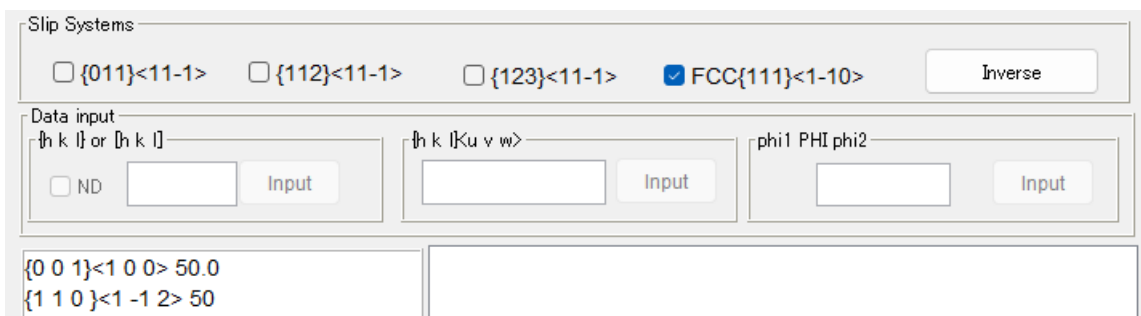 Slip Systems
{011}<11-1> {112}<11-1> {123}<11-1> FCC{111}<1-10> Inverse
Data input
{h k l} or [h k l] {h k l}<u v w> phi1 PHI phi2
ND Input Input Input
{0 0 1}<1 0 0> 50.0
{1 1 0 }<1 -1 2> 50